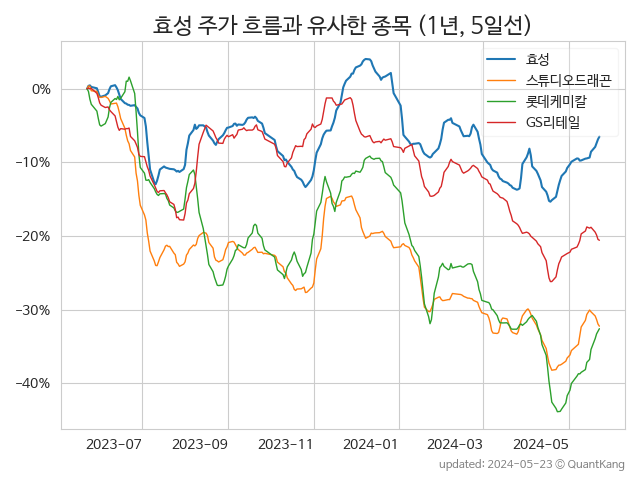 효성 주가 흐름과 유사한 종목 (1년, 5일선)
효성
스튜디오드래곤
롯데케미칼
GS리테일
0%
−10%
−20%
−30%
−40%
2023-07 2023-09 2023-11 2024-01 2024-03 2024-05
updated: 2024-05-23 © QuantKang